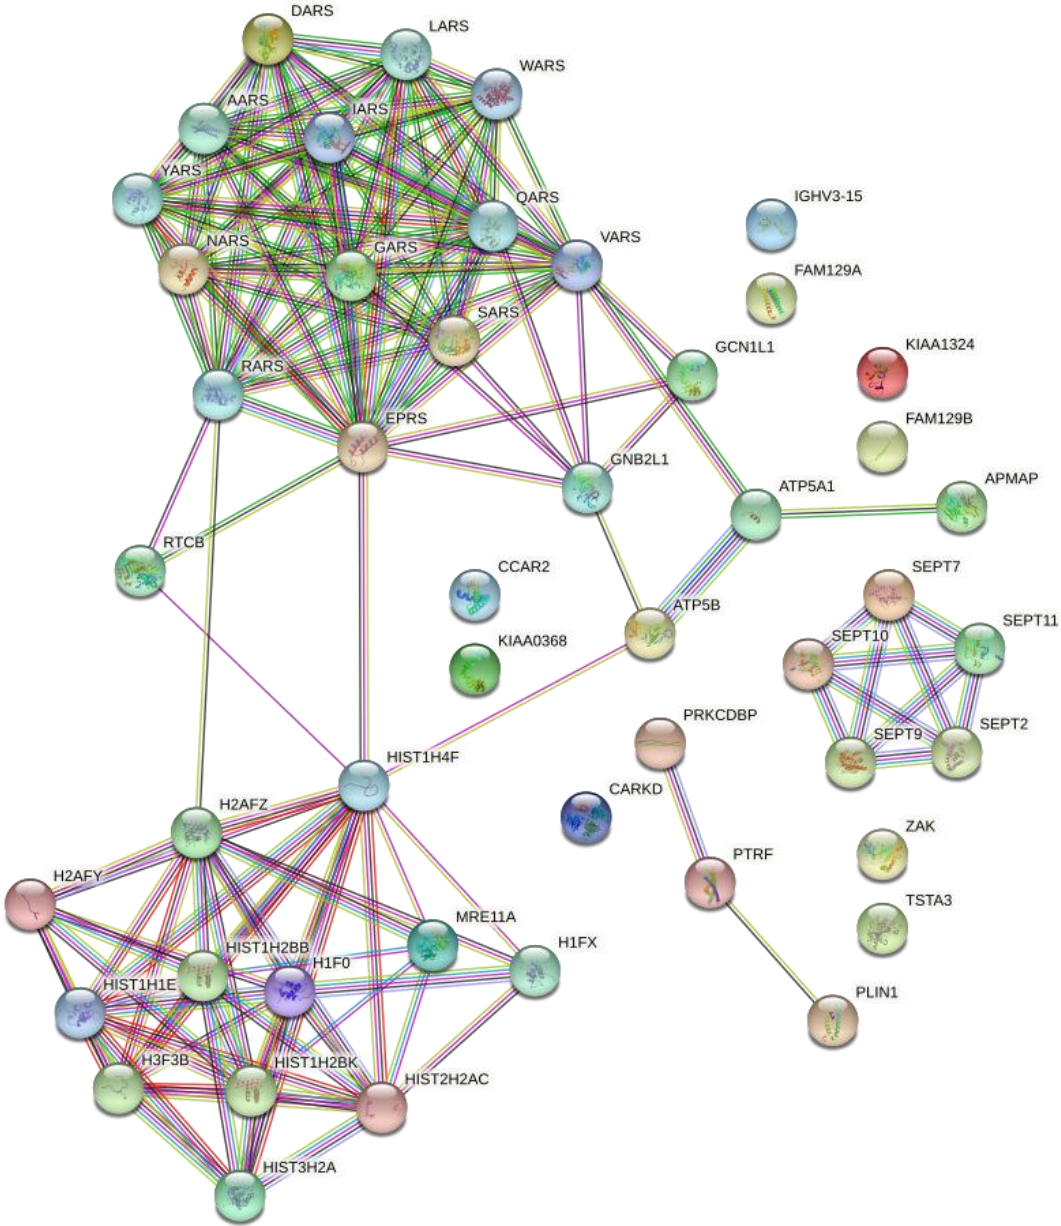 DARS
LARS
WARS
AARS
IARS
YARS
QARS
IGHV3-15
NARS
GARS
VARS
FAM129A
SARS
GCN1L1
KIAA1324
RARS
EPRS
FAM129B
GNB2L1
ATP5A1
APMAP
RTCB
CCAR2
SEPT7
ATP5B
SEPT11
KIAA0368
SEPT10
PRKCDBP
SEPT9
SEPT2
HIST1H4F
CARKD
H2AFZ
ZAK
PTRF
H2AFY
TSTA3
MRE11A
HIST1H2BB
H1FX
H1F0
HIST1H1E
PLIN1
H3F3B
HIST1H2BK
HIST2H2AC
HIST3H2A